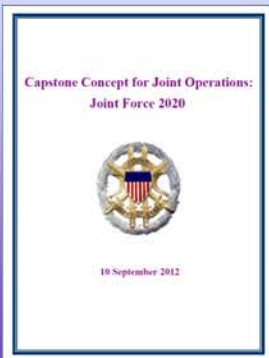 Capstone Concept for Joint Operations:
Joint Force 2020
10 September 2012